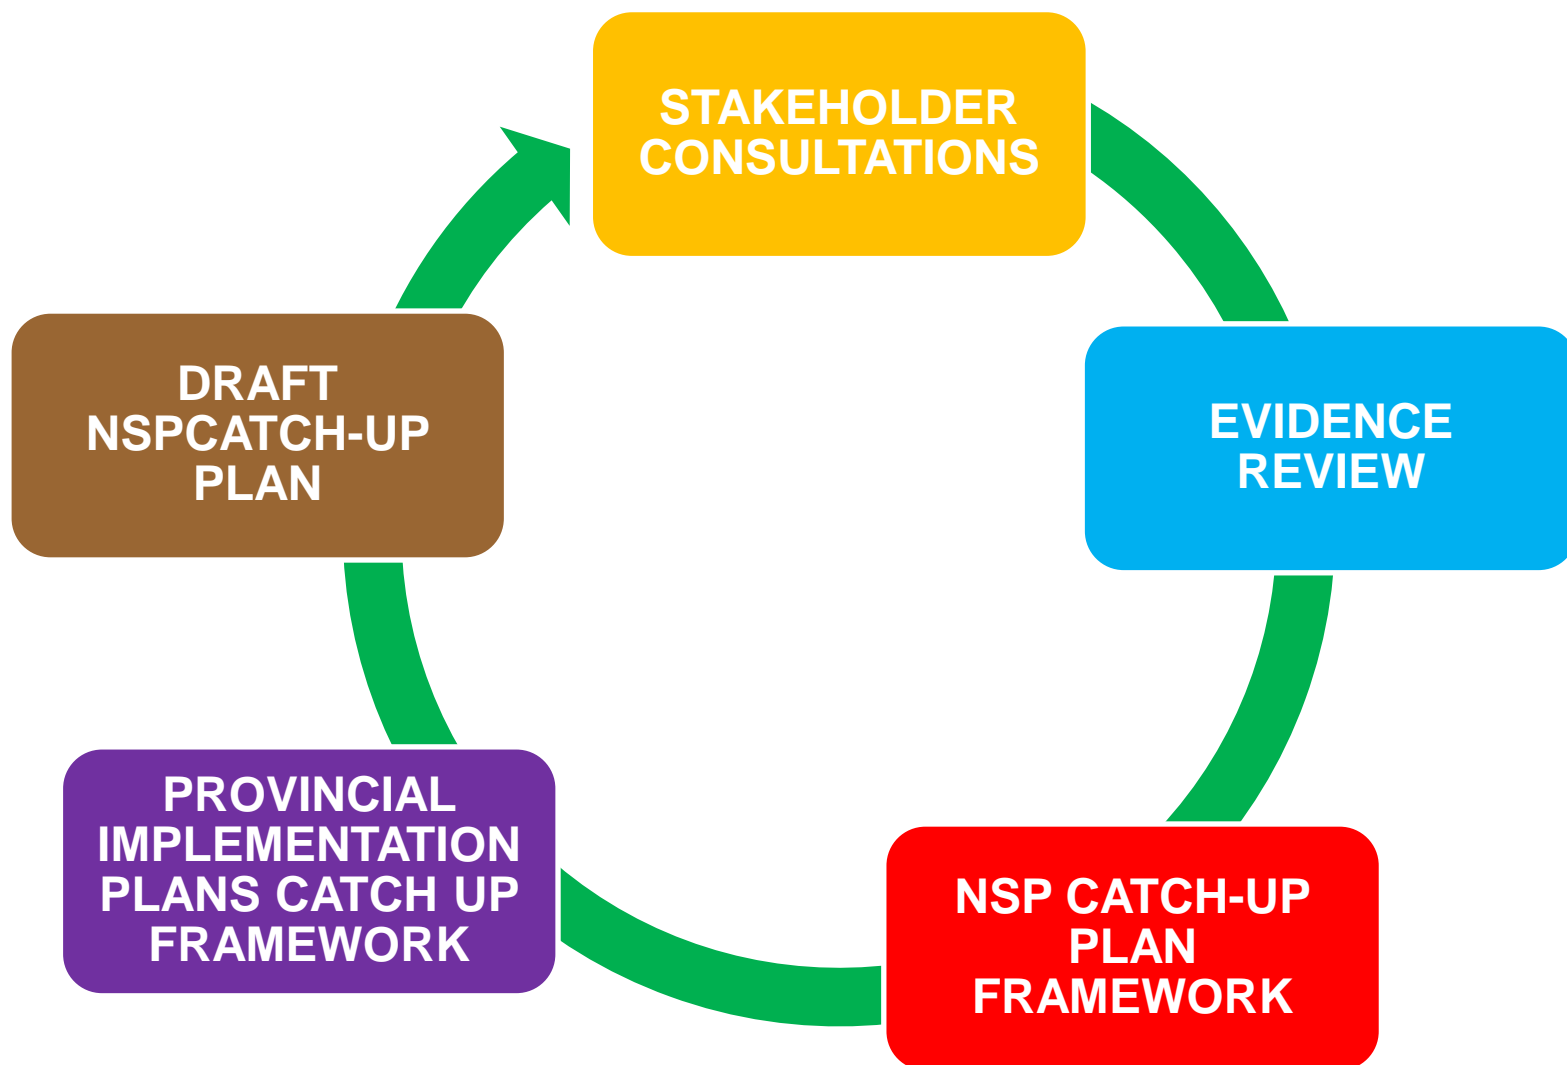 STAKEHOLDER
CONSULTATIONS
EVIDENCE
REVIEW
NSP CATCH-UP
PLAN
FRAMEWORK
PROVINCIAL
IMPLEMENTATION
PLANS CATCH UP
FRAMEWORK
DRAFT
NSPCATCH-UP
PLAN